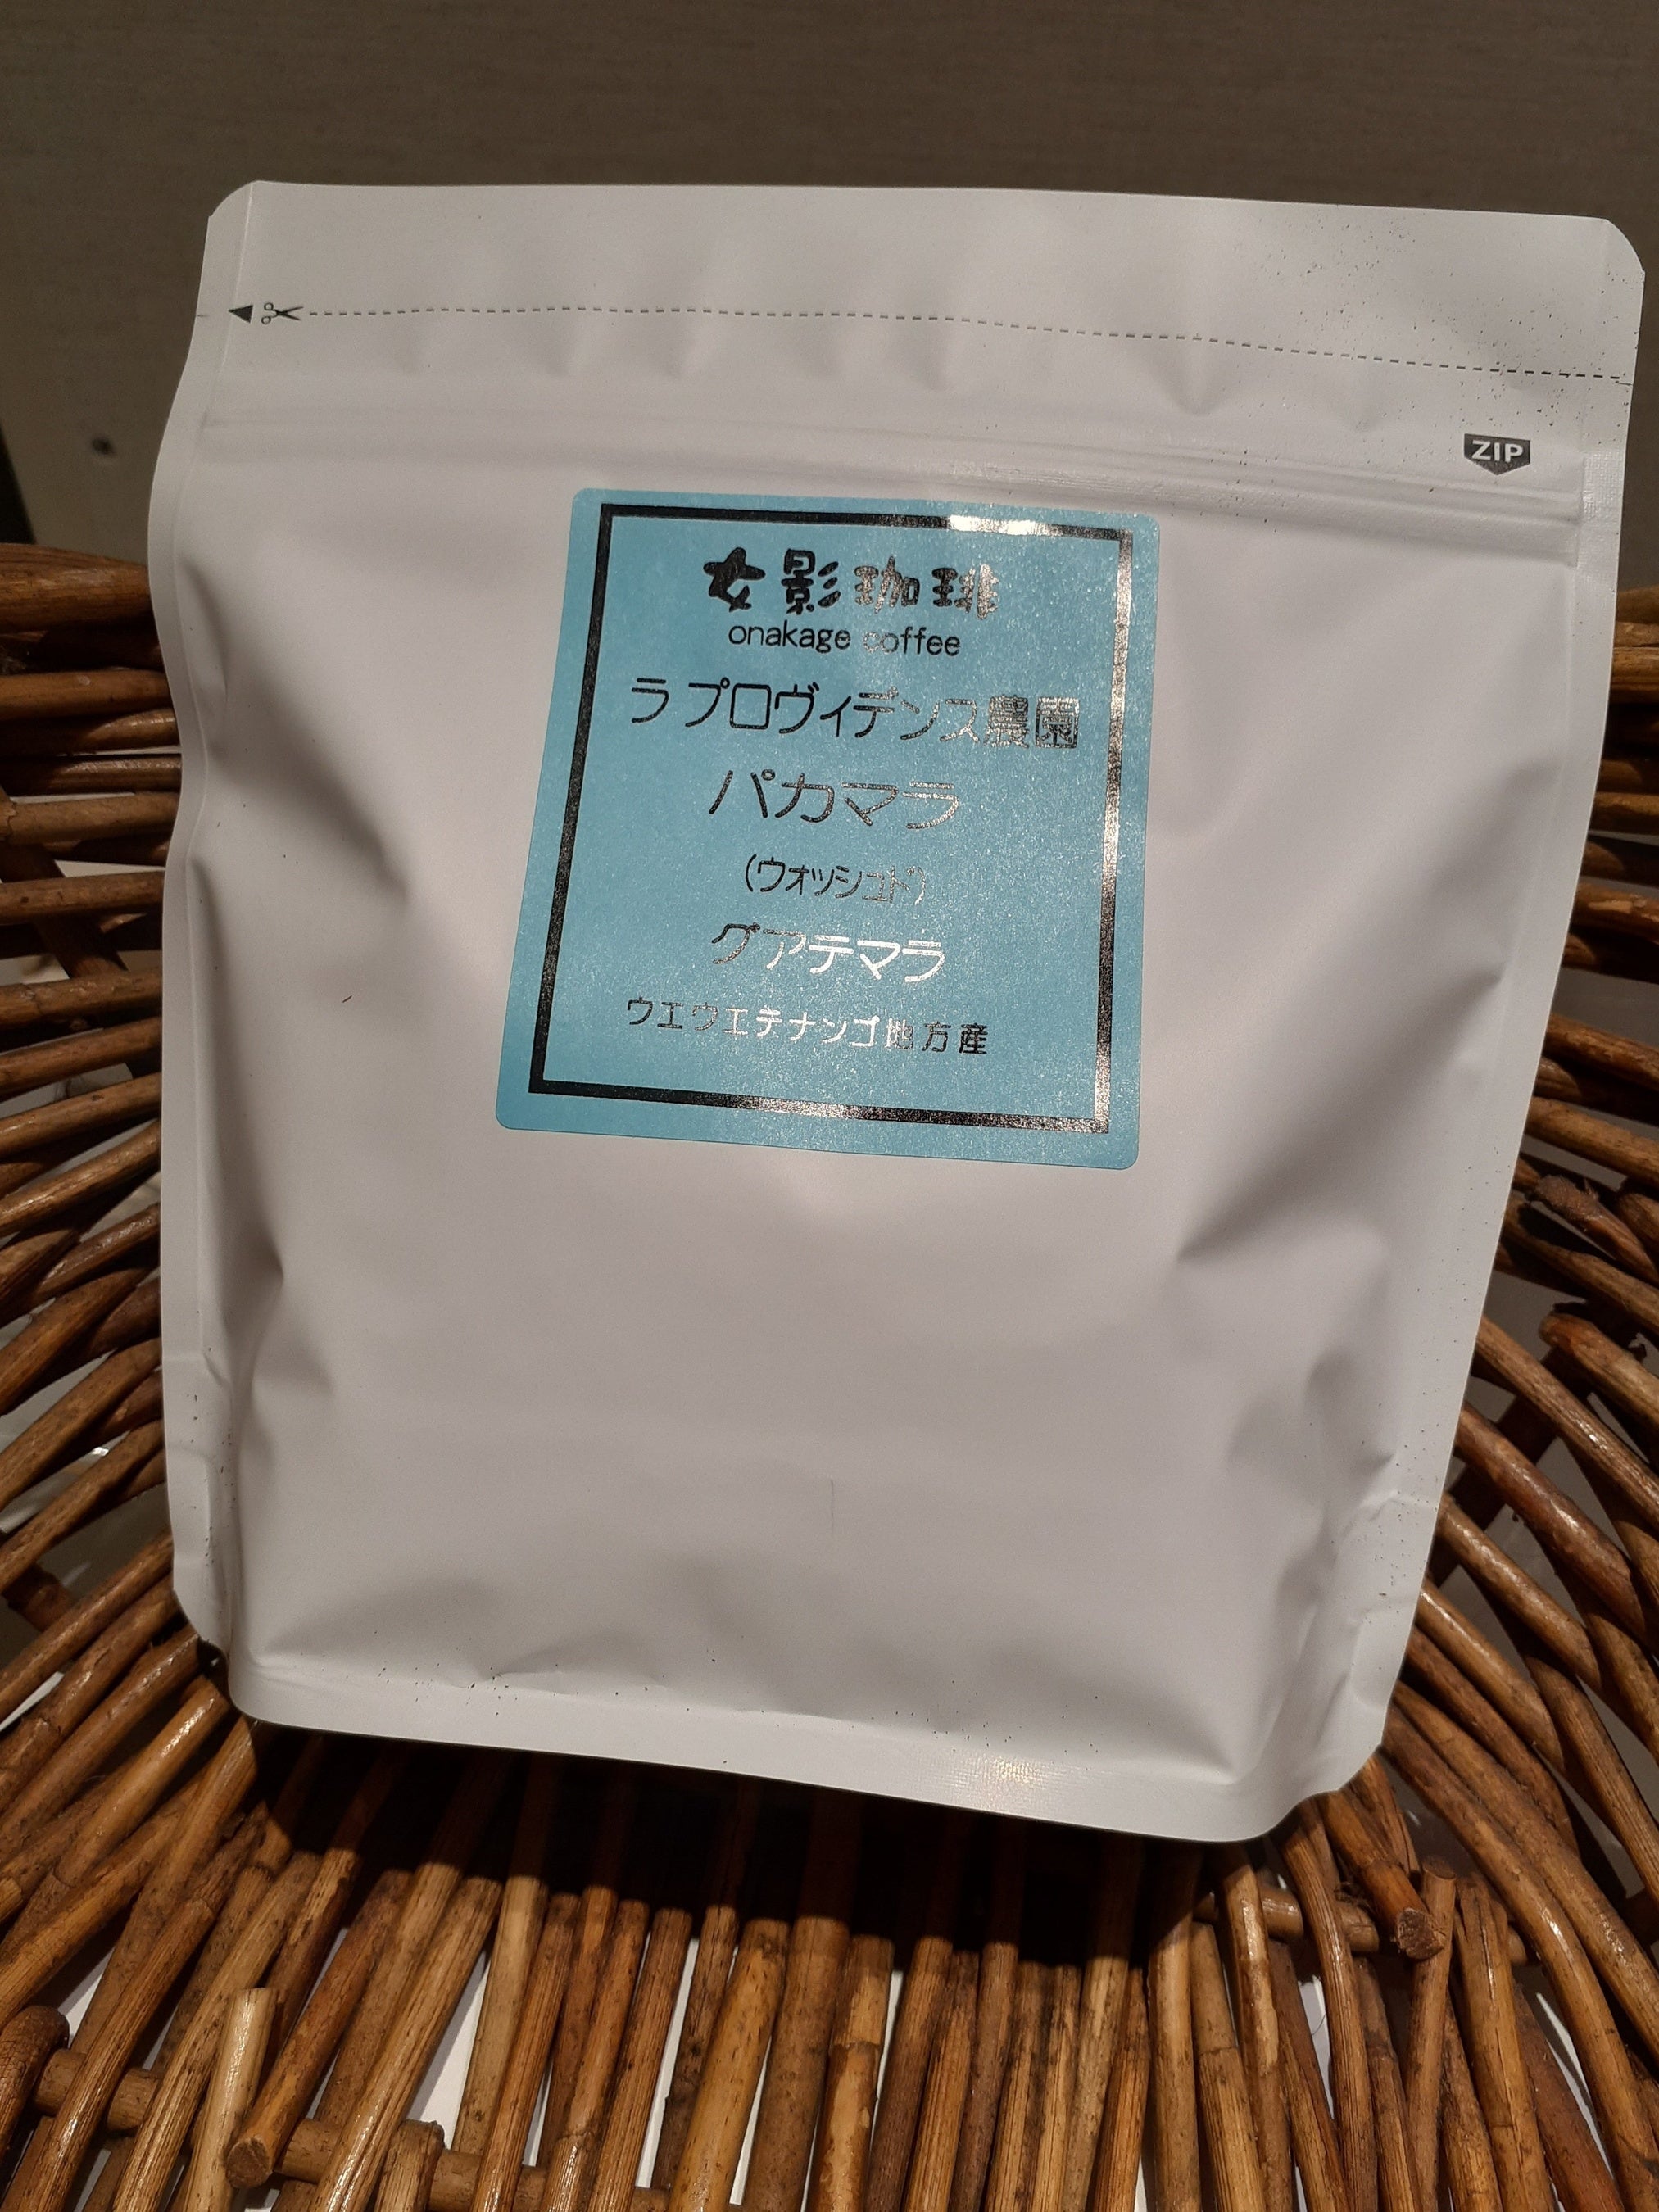 ZIP
女影珈琲
onakage coffee
ラ プロヴィデンス農園
パカマラ
(ウォッシュド)
グアテマラ
ウエウエテナンゴ地方産